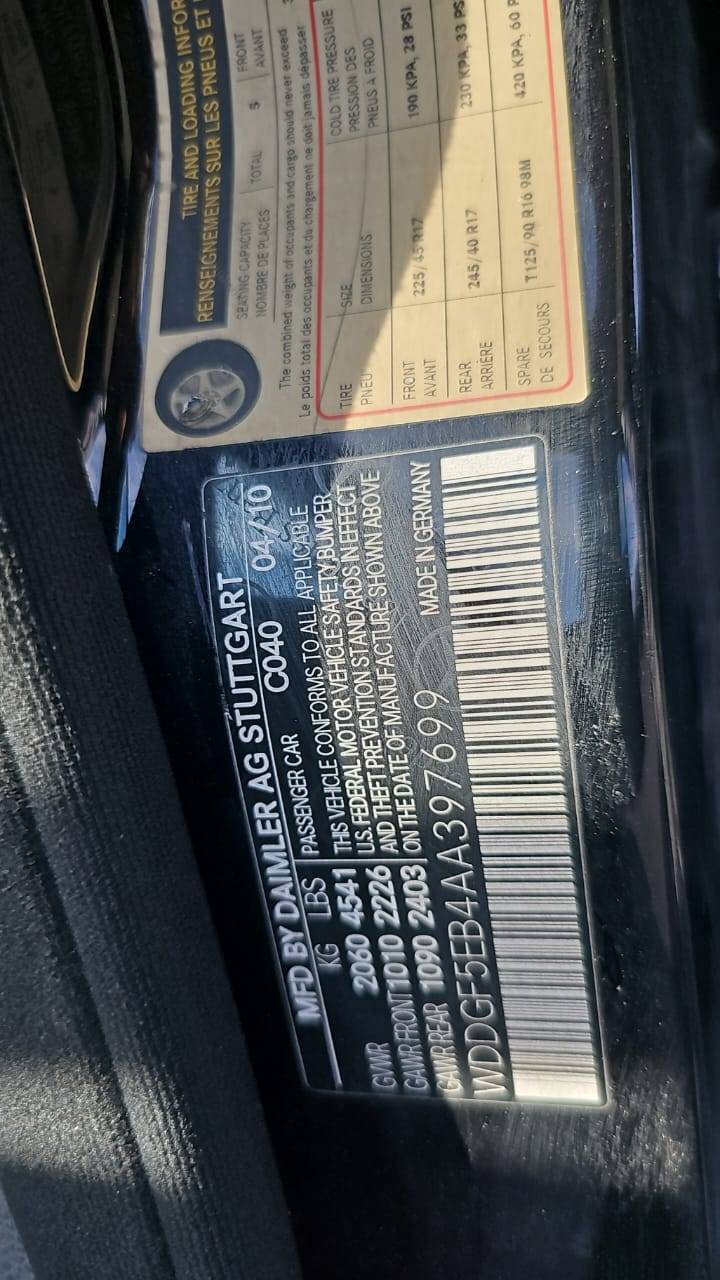 TIRE AND LOADING INFOR
RENSEIGNEMENTS SUR LES PNEUS ET
SEATING CAPACITY
NOMBRE DE PLACES
TOTAL 5
FRONT
AVANT
The combined weight of occupants and cargo should never exceed
Le poids total des occupants et du chargement ne doit jamais dépasser
TIRE
PNEU
SIZE
DIMENSIONS
COLD TIRE PRESSURE
PRESSION DES
PNEUS À FROID
FRONT
AVANT
225/45 R17
190 KPA, 28 PSI
REAR
ARRIÈRE
245/40 R17
230 KPA, 33 PS
SPARE
DE SECOURS
T125/90 R16 98M
420 KPA, 60 P
MFD BY DAIMLER AG STUTTGART
KG LBS PASSENGER CAR C040 04/10
GVWR 2060 4541
GAWR FRONT 1010 2226
GAWR REAR 1090 2403
THIS VEHICLE CONFORMS TO ALL APPLICABLE
U.S. FEDERAL MOTOR VEHICLE SAFETY/BUMPER
AND THEFT PREVENTION STANDARDS IN EFFECT
ON THE DATE OF MANUFACTURE SHOWN ABOVE
WDDGF5EB4AA397699 MADE IN GERMANY